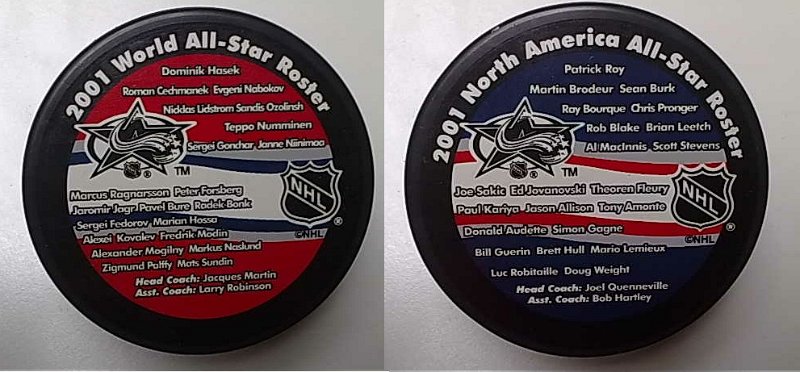 2001 World All-Star Roster
Dominik Hasek
Roman Cechmanek Evgeni Nabokov
Nicklas Lidstrom Sandis Ozolinsh
Teppo Numminen
Sergei Gonchar Janne Niinimaa
TM
®
NHL
Marcus Ragnarsson Peter Forsberg
Jaromir Jagr Pavel Bure Radek Bonk
Sergei Fedorov Marian Hossa
®
Alexei Kovalev Fredrik Modin
©NHL
Alexander Mogilny Markus Naslund
Zigmund Palffy Mats Sundin
Head Coach: Jacques Martin
Asst. Coach: Larry Robinson
2001 North America All-Star Roster
Patrick Roy
Martin Brodeur Sean Burk
Ray Bourque Chris Pronger
Rob Blake Brian Leetch
Al MacInnis Scott Stevens
TM
®
NHL
Joe Sakic Ed Jovanovski Theoren Fleury
Paul Kariya Jason Allison Tony Amonte
®
Donald Audette Simon Gagne
©NHL
Bill Guerin Brett Hull Mario Lemieux
Luc Robitaille Doug Weight
Head Coach: Joel Quenneville
Asst. Coach: Bob Hartley